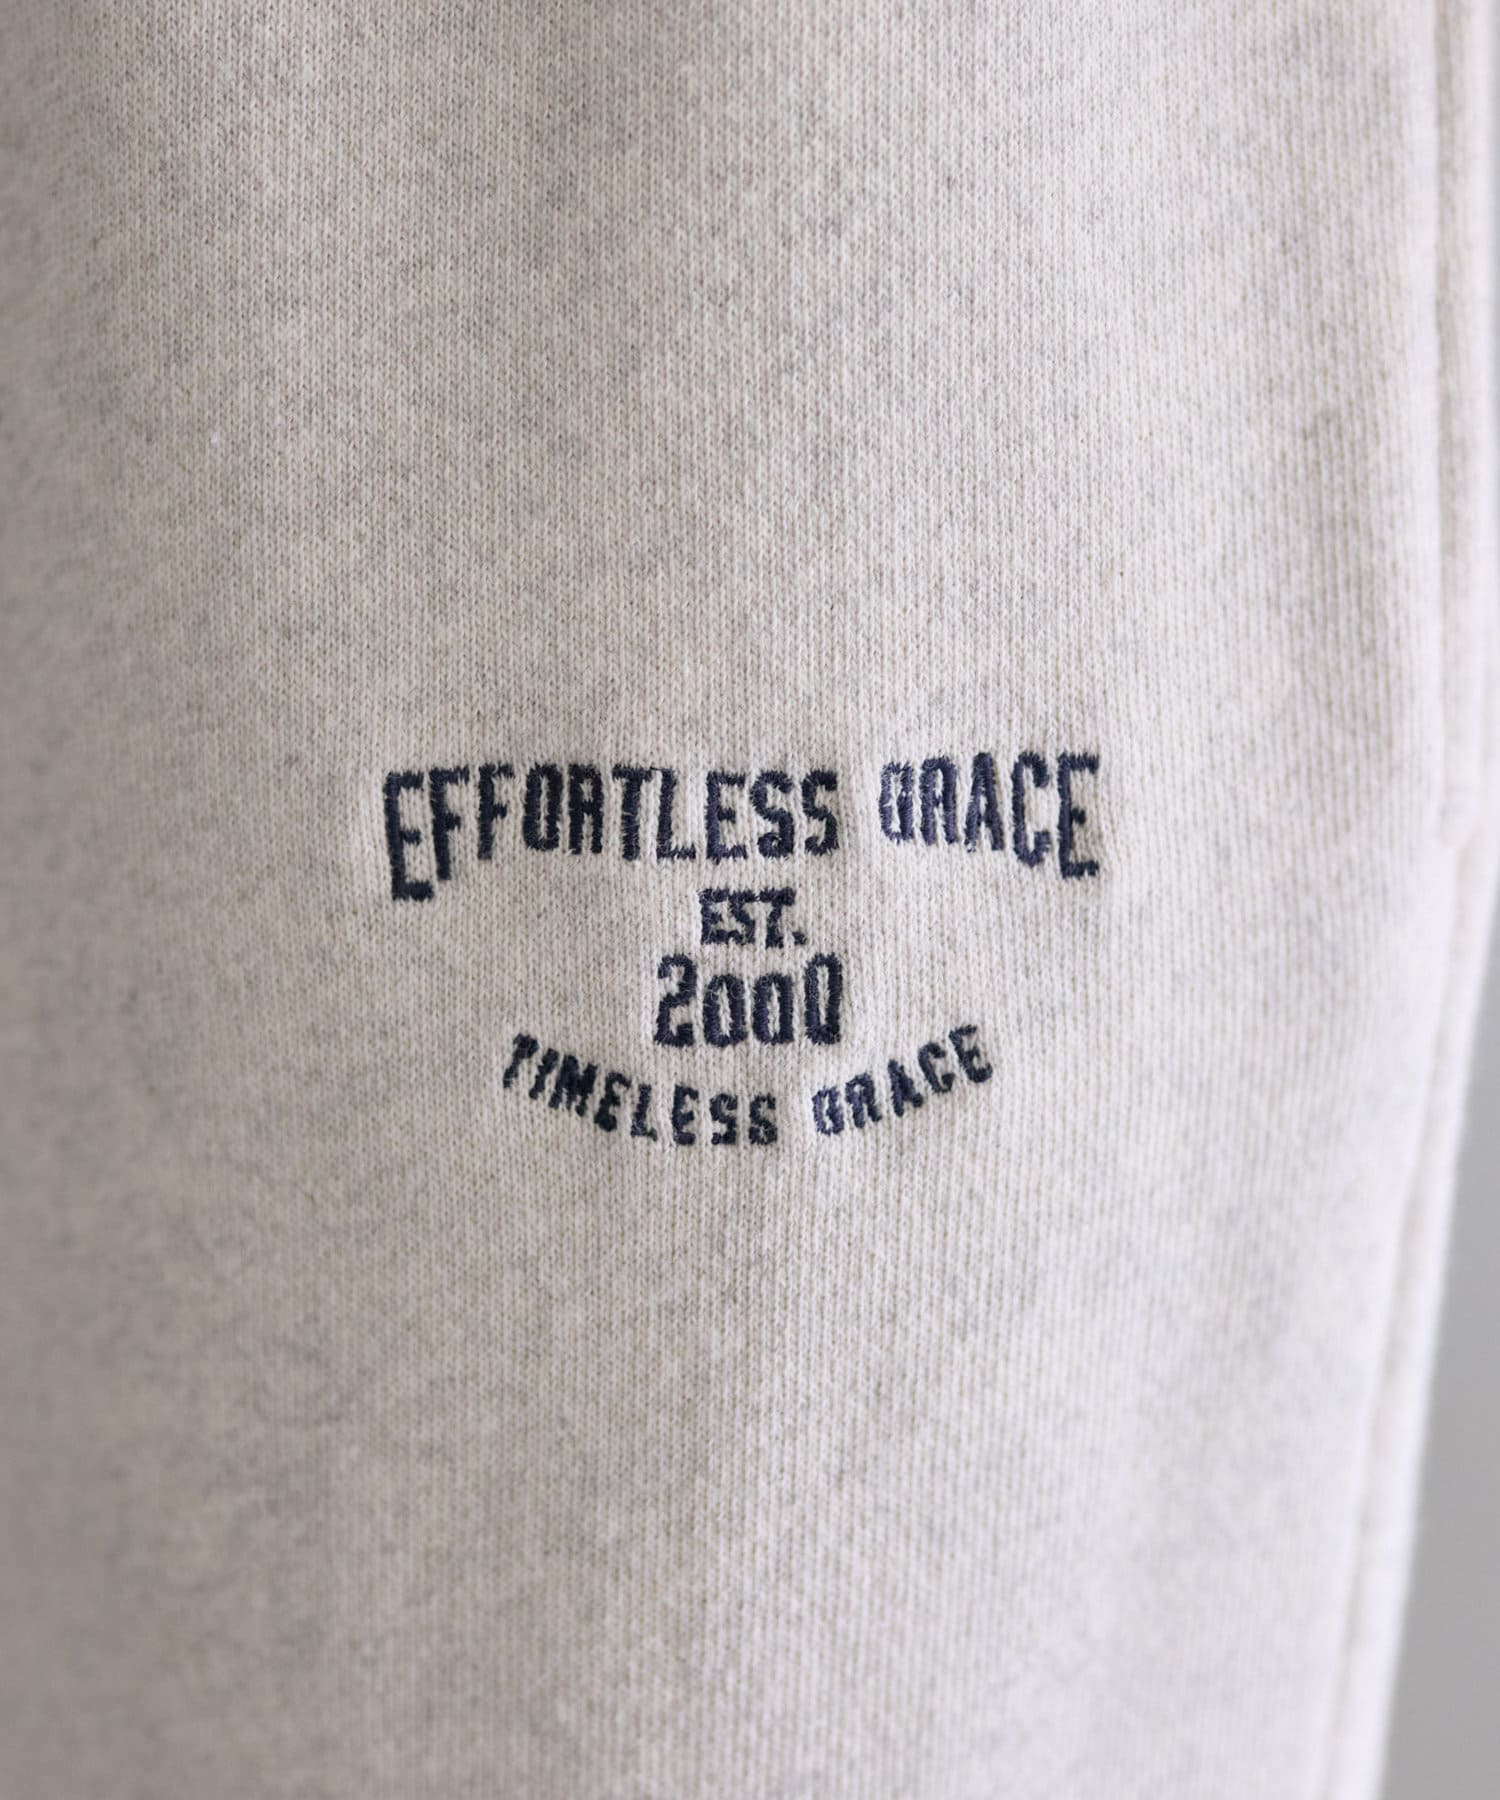 EFFORTLESS GRACE
EST.
2000
TIMELESS GRACE